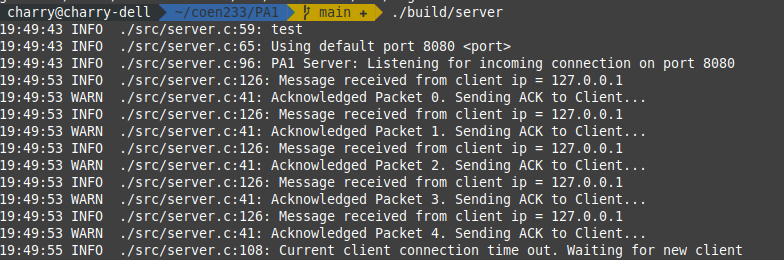 charry@charry-dell ~/coen233/PA1 main + ./build/server
19:49:43 INFO  ./src/server.c:59: test
19:49:43 INFO  ./src/server.c:65: Using default port 8080 <port>
19:49:43 INFO  ./src/server.c:96: PA1 Server: Listening for incoming connection on port 8080
19:49:53 INFO  ./src/server.c:126: Message received from client ip = 127.0.0.1
19:49:53 WARN  ./src/server.c:41: Acknowledged Packet 0. Sending ACK to Client...
19:49:53 INFO  ./src/server.c:126: Message received from client ip = 127.0.0.1
19:49:53 WARN  ./src/server.c:41: Acknowledged Packet 1. Sending ACK to Client...
19:49:53 INFO  ./src/server.c:126: Message received from client ip = 127.0.0.1
19:49:53 WARN  ./src/server.c:41: Acknowledged Packet 2. Sending ACK to Client...
19:49:53 INFO  ./src/server.c:126: Message received from client ip = 127.0.0.1
19:49:53 WARN  ./src/server.c:41: Acknowledged Packet 3. Sending ACK to Client...
19:49:53 INFO  ./src/server.c:126: Message received from client ip = 127.0.0.1
19:49:53 WARN  ./src/server.c:41: Acknowledged Packet 4. Sending ACK to Client...
19:49:55 INFO  ./src/server.c:108: Current client connection time out. Waiting for new client